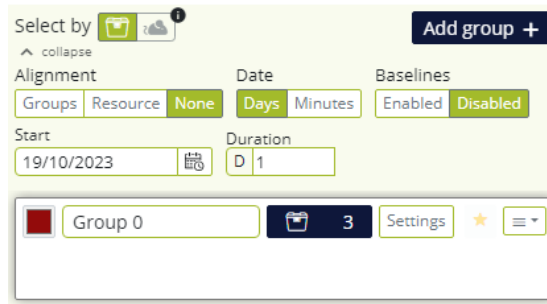 Select by
Add group +
collapse
Alignment Date Baselines
Groups Resource None Days Minutes Enabled Disabled
Start Duration
19/10/2023 D 1
Group 0 3 Settings